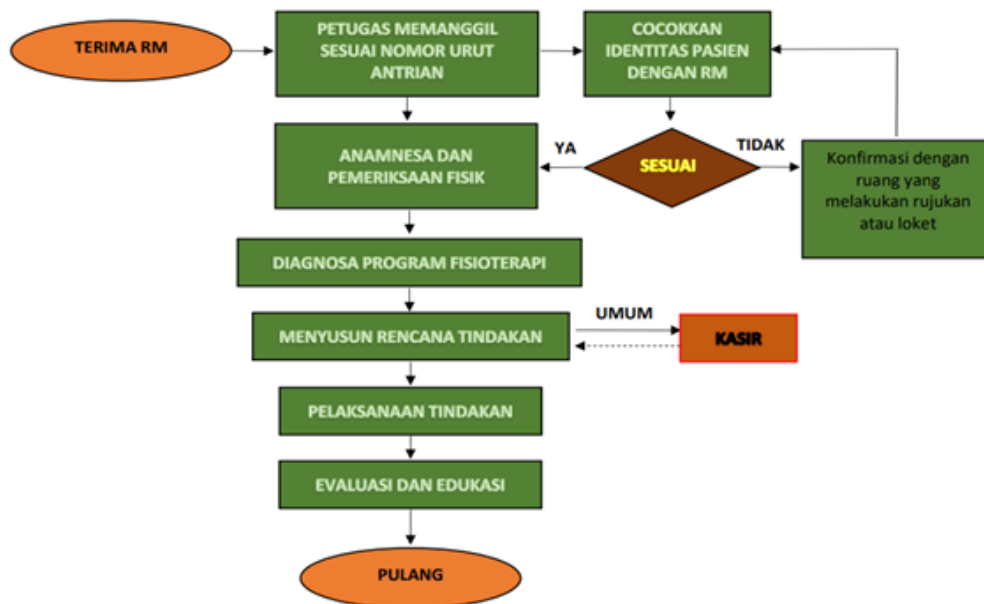 TERIMA RM
PETUGAS MEMANGGIL
SESUAI NOMOR URUT
ANTRIAN
COCOKKAN
IDENTITAS PASIEN
DENGAN RM
ANAMNESA DAN
PEMERIKSAAN FISIK
YA
SESUAI
TIDAK
Konfirmasi dengan
ruang yang
melakukan rujukan
atau loket
DIAGNOSA PROGRAM FISIOTERAPI
MENYUSUN RENCANA TINDAKAN
UMUM
KASIR
PELAKSANAAN TINDAKAN
EVALUASI DAN EDUKASI
PULANG